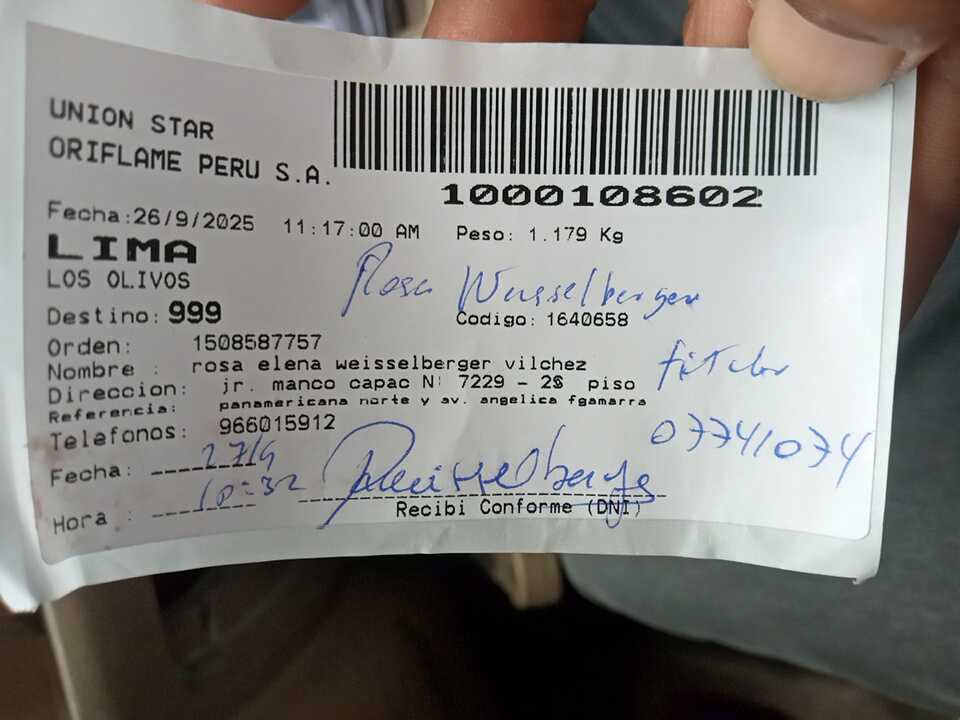 UNION STAR
ORIFLAME PERU S.A.
1000108602
Fecha:26/9/2025 11:17:00 AM Peso: 1.179 Kg
LIMA
LOS OLIVOS
Rosa Weisselberger
Destino: 999 Codigo: 1640658
Orden: 1508587757
Nombre : rosa elena weisselberger vilchez
Direccion: jr. manco capac N° 7229 - 2S piso
Referencia: panamericana norte y av. angelica fgamarra
Telefonos: 966015912
07741074
Fecha: 27/9
Hora : 10:32
Recibi Conforme (DNI)